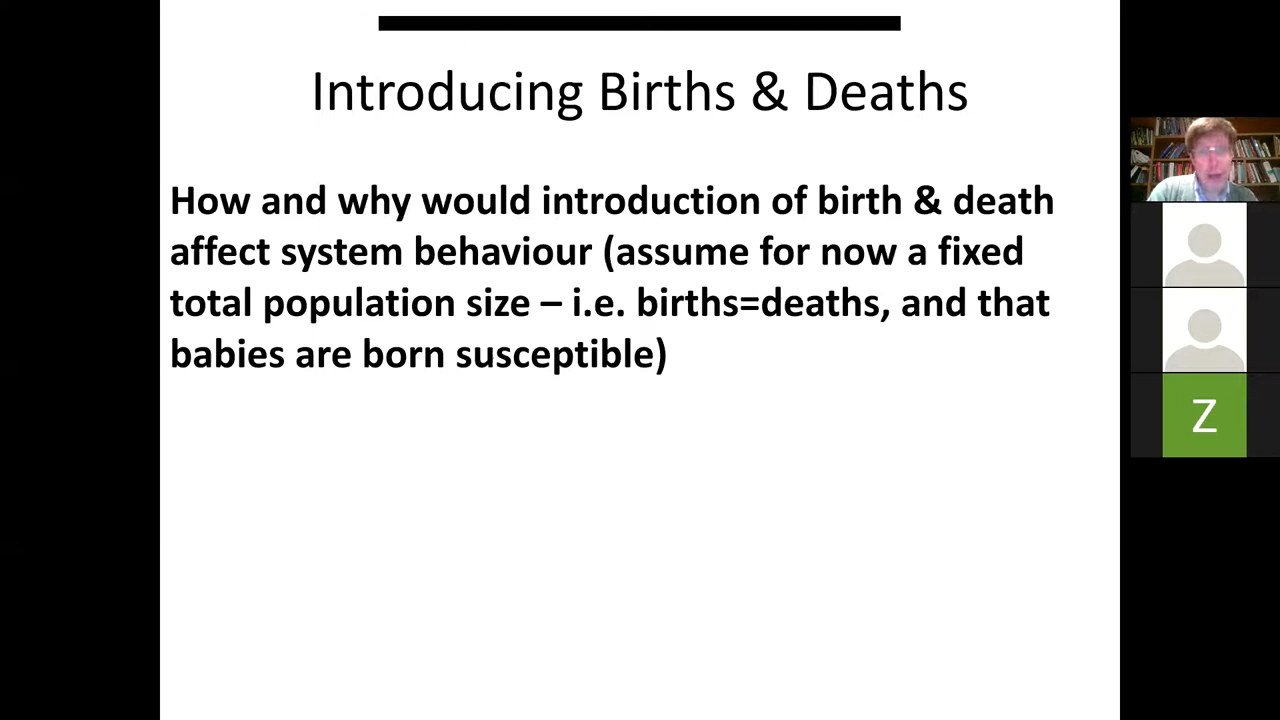 Introducing Births & Deaths
How and why would introduction of birth & death
affect system behaviour (assume for now a fixed
total population size – i.e. births=deaths, and that
babies are born susceptible)
Z